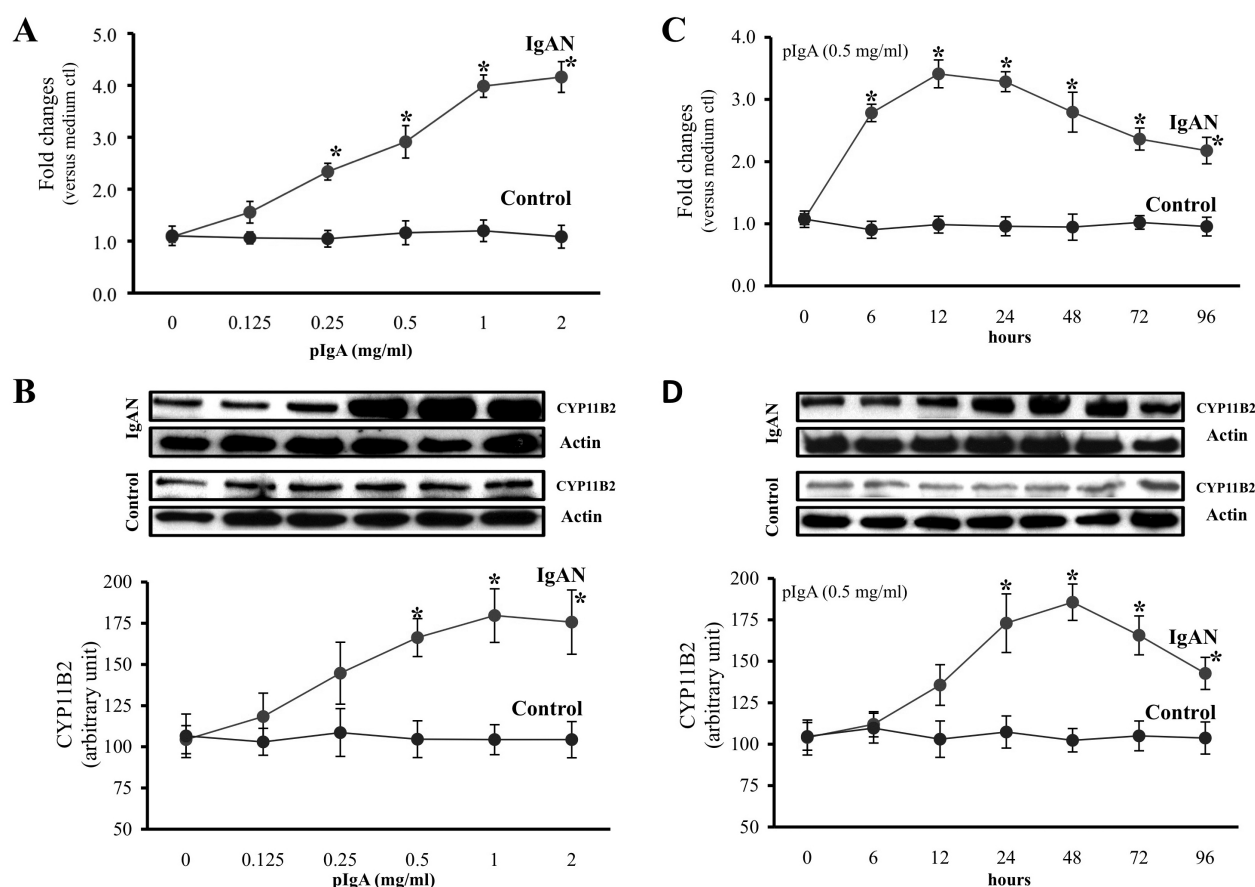 A
5.0
4.0
3.0
2.0
1.0
0.0
Fold changes
(versus medium ctl)
IgAN
*
*
*
*
Control
0 0.125 0.25 0.5 1 2
pIgA (mg/ml)
C
4.0
3.0
2.0
1.0
0.0
Fold changes
(versus medium ctl)
pIgA (0.5 mg/ml)
*
*
*
*
*
*
IgAN
Control
0 6 12 24 48 72 96
hours
B
IgAN
CYP11B2
Actin
Control
CYP11B2
Actin
200
175
150
125
100
75
50
CYP11B2
(arbitrary unit)
IgAN
*
*
*
Control
0 0.125 0.25 0.5 1 2
pIgA (mg/ml)
D
IgAN
CYP11B2
Actin
Control
CYP11B2
Actin
200
175
150
125
100
75
50
CYP11B2
(arbitrary unit)
pIgA (0.5 mg/ml)
*
*
*
*
IgAN
Control
0 6 12 24 48 72 96
hours